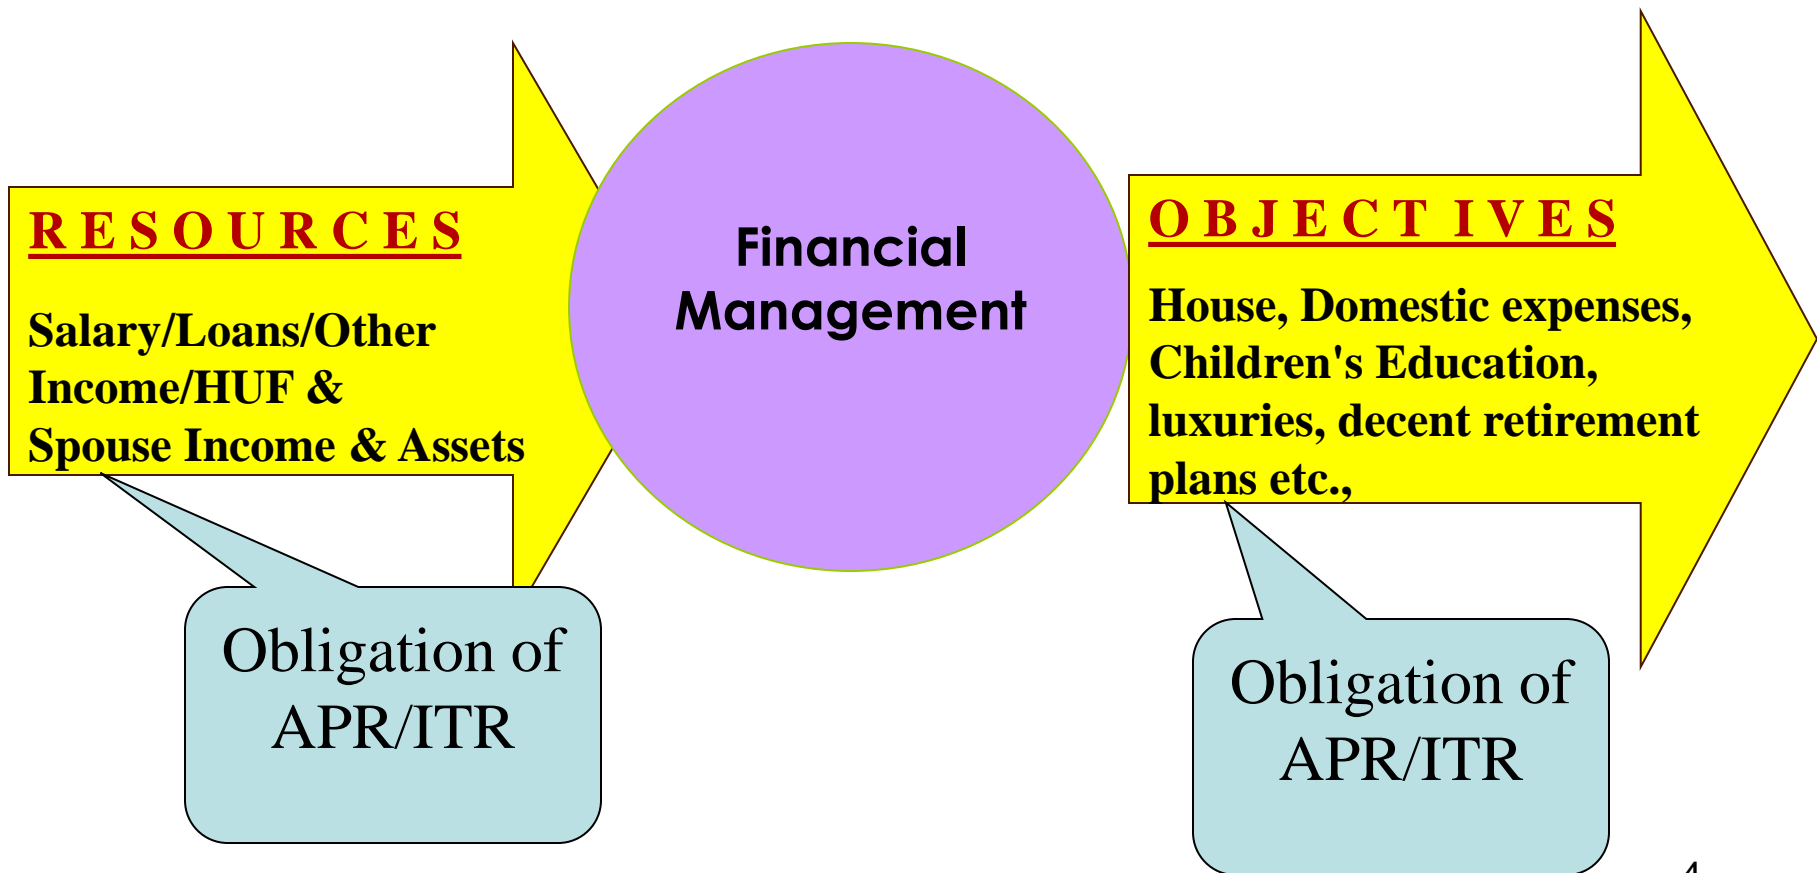 R E S O U R C E S
Salary/Loans/Other
Income/HUF &
Spouse Income & Assets
Obligation of
APR/ITR
Financial
Management
O B J E C T I V E S
House, Domestic expenses,
Children's Education,
luxuries, decent retirement
plans etc.,
Obligation of
APR/ITR
4